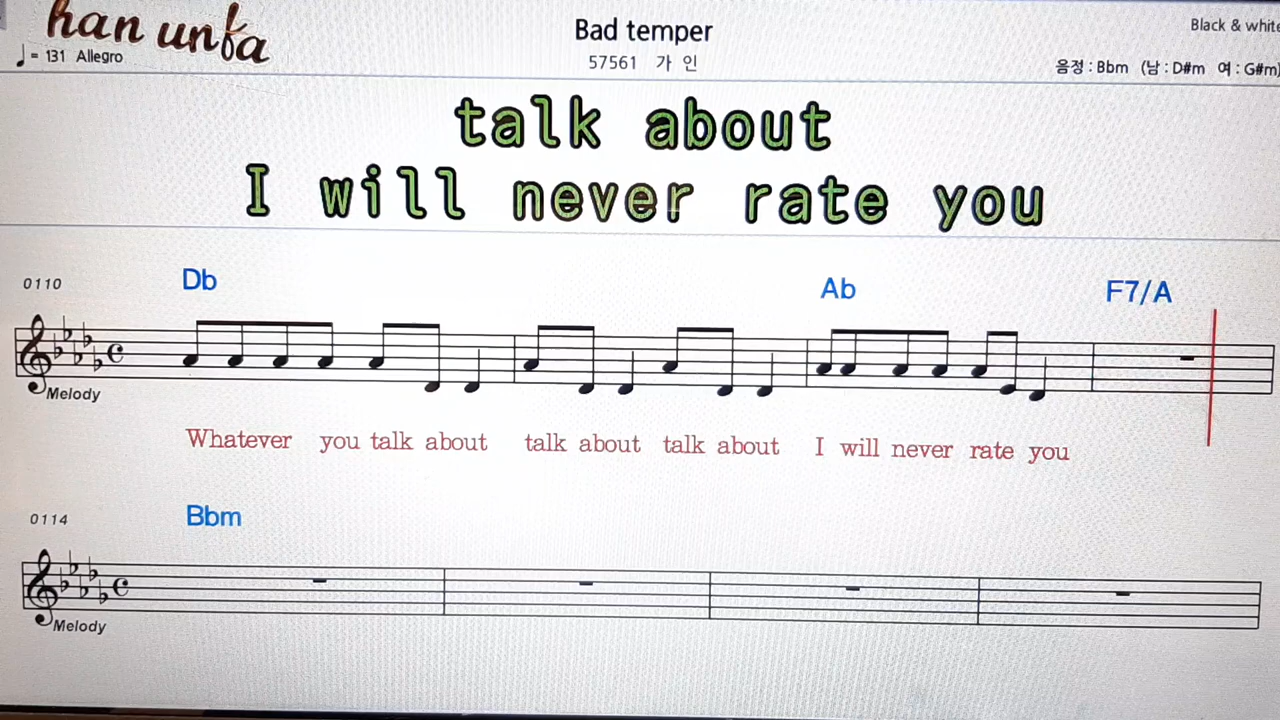 han unfa
♩= 131 Allegro
Bad temper
57561 가 인
Black & white
음정 : Bbm (남 : D#m 여 : G#m)
talk about
I will never rate you
0110
Db Ab F7/A
Melody
Whatever you talk about talk about talk about I will never rate you
0114
Bbm
Melody